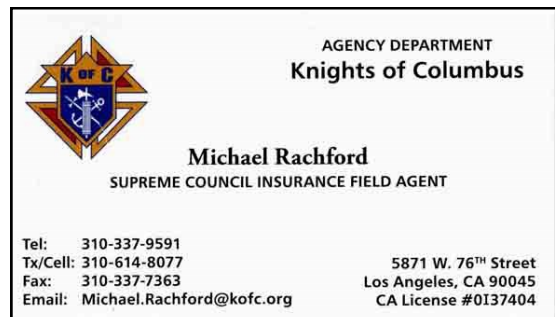 K OF C
AGENCY DEPARTMENT
Knights of Columbus
Michael Rachford
SUPREME COUNCIL INSURANCE FIELD AGENT
Tel: 310-337-9591
Tx/Cell: 310-614-8077
Fax: 310-337-7363
Email: Michael.Rachford@kofc.org
5871 W. 76TH Street
Los Angeles, CA 90045
CA License #0I37404